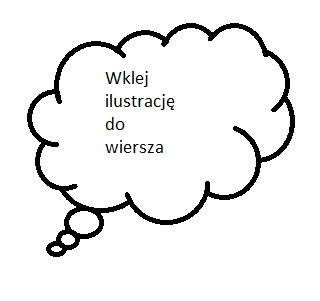 Wklej
ilustrację
do
wiersza